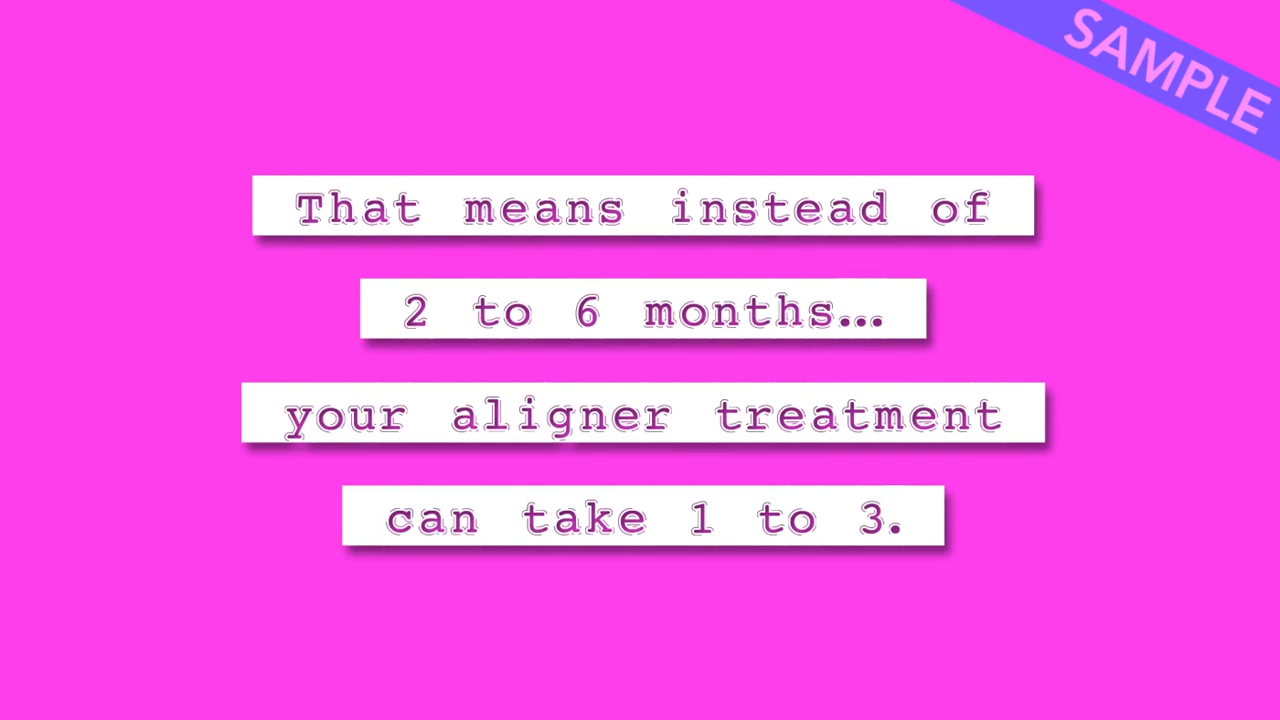 SAMPLE
That means instead of
2 to 6 months...
your aligner treatment
can take 1 to 3.